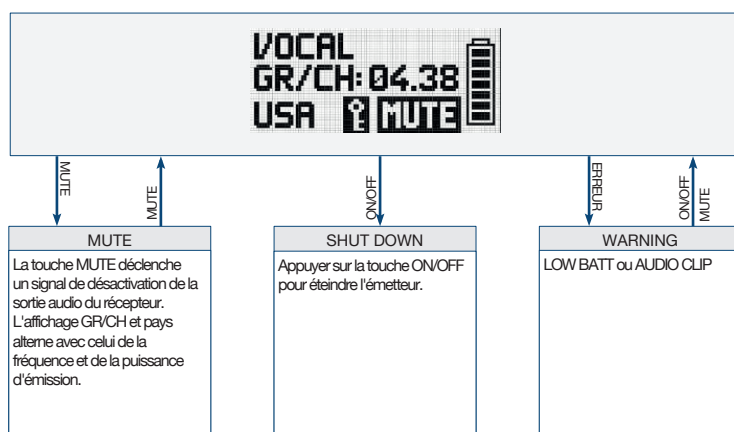 VOCAL
GR/CH: 04.38
USA MUTE
MUTE
MUTE
ON/OFF
ERREUR
ON/OFF
MUTE
MUTE
La touche MUTE déclenche
un signal de désactivation de la
sortie audio du récepteur.
L'affichage GR/CH et pays
alterne avec celui de la
fréquence et de la puissance
d'émission.
SHUT DOWN
Appuyer sur la touche ON/OFF
pour éteindre l'émetteur.
WARNING
LOW BATT ou AUDIO CLIP